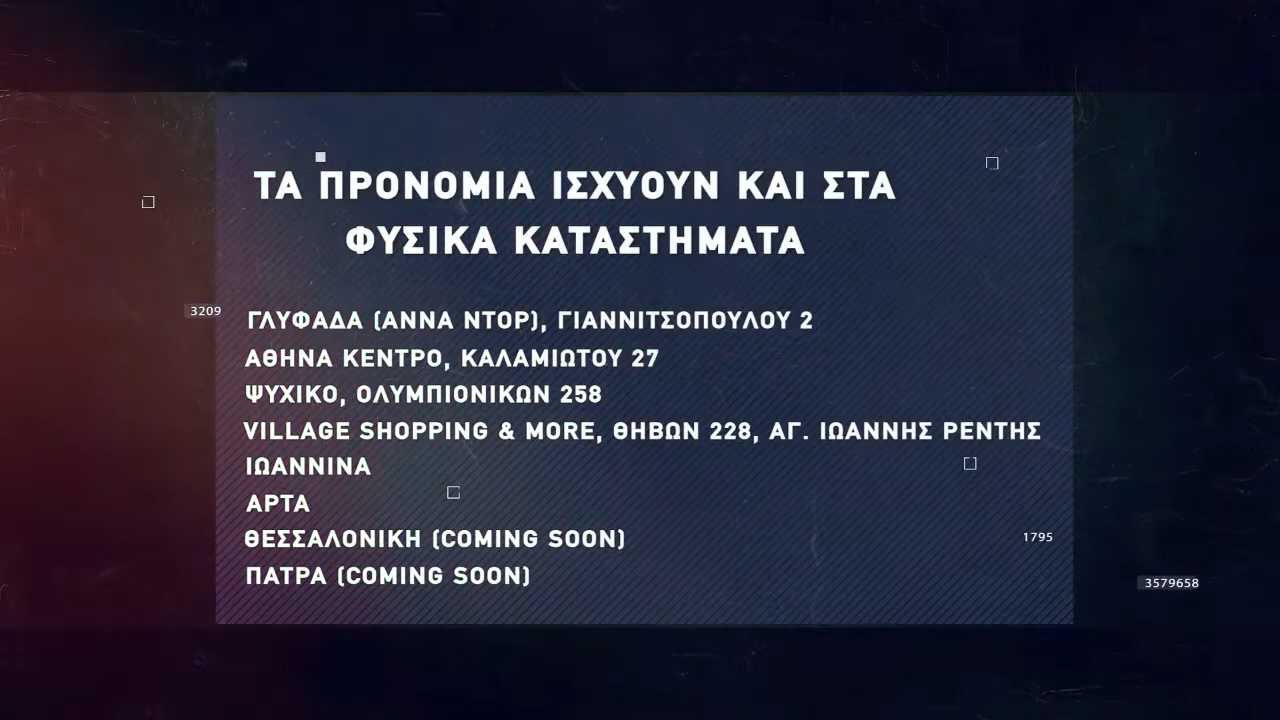 ΤΑ ΠΡΟΝΟΜΙΑ ΙΣΧΥΟΥΝ ΚΑΙ ΣΤΑ
ΦΥΣΙΚΑ ΚΑΤΑΣΤΗΜΑΤΑ
3209
ΓΛΥΦΑΔΑ (ΑΝΝΑ ΝΤΟΡ), ΓΙΑΝΝΙΤΣΟΠΟΥΛΟΥ 2
ΑΘΗΝΑ ΚΕΝΤΡΟ, ΚΑΛΑΜΙΩΤΟΥ 27
ΨΥΧΙΚΟ, ΟΛΥΜΠΙΟΝΙΚΩΝ 258
VILLAGE SHOPPING & MORE, ΘΗΒΩΝ 228, ΑΓ. ΙΩΑΝΝΗΣ ΡΕΝΤΗΣ
ΙΩΑΝΝΙΝΑ
ΑΡΤΑ
ΘΕΣΣΑΛΟΝΙΚΗ (COMING SOON)
1795
ΠΑΤΡΑ (COMING SOON)
3579658